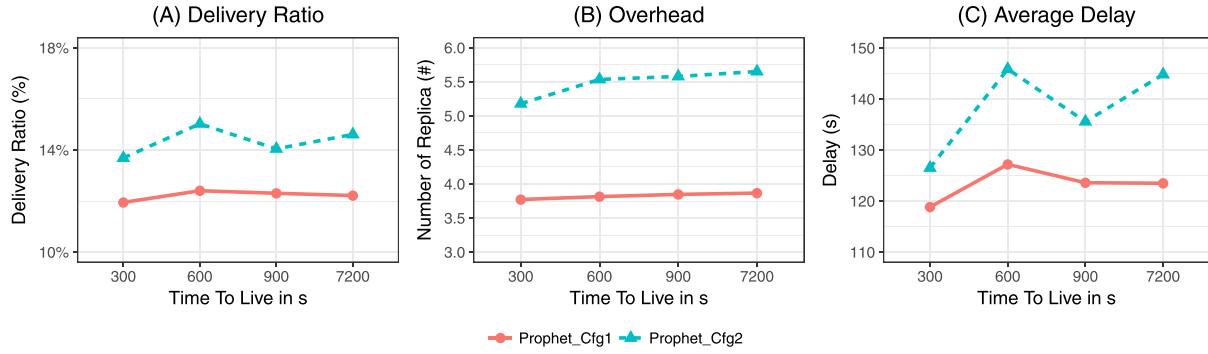 (A) Delivery Ratio
Delivery Ratio (%)
18%
14%
10%
300 600 900 7200
Time To Live in s
(B) Overhead
Number of Replica (#)
6.0
5.5
5.0
4.5
4.0
3.5
3.0
300 600 900 7200
Time To Live in s
(C) Average Delay
Delay (s)
150
140
130
120
110
300 600 900 7200
Time To Live in s
Prophet_Cfg1 Prophet_Cfg2